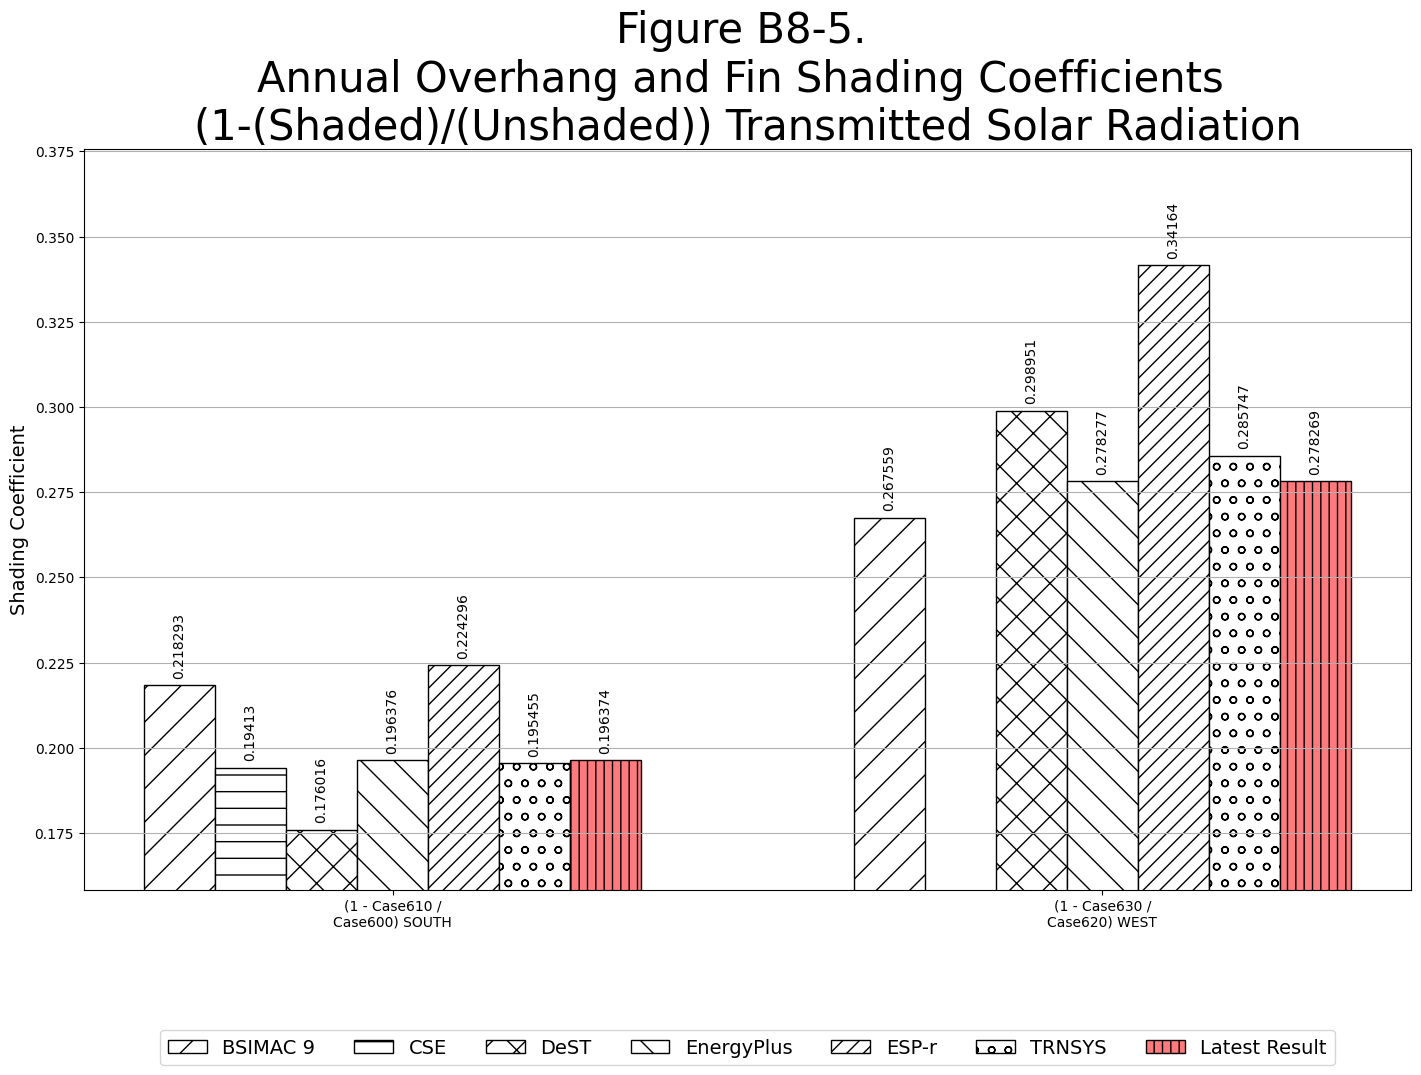 Figure B8-5.
Annual Overhang and Fin Shading Coefficients
(1-(Shaded)/(Unshaded)) Transmitted Solar Radiation
Shading Coefficient
0.375
0.350
0.325
0.300
0.275
0.250
0.225
0.200
0.175
0.218293
0.19413
0.176016
0.196376
0.224296
0.195455
0.196374
0.267559
0.298951
0.278277
0.34164
0.285747
0.278269
(1 - Case610 /
Case600) SOUTH
(1 - Case630 /
Case620) WEST
BSIMAC 9 CSE DeST EnergyPlus ESP-r TRNSYS Latest Result